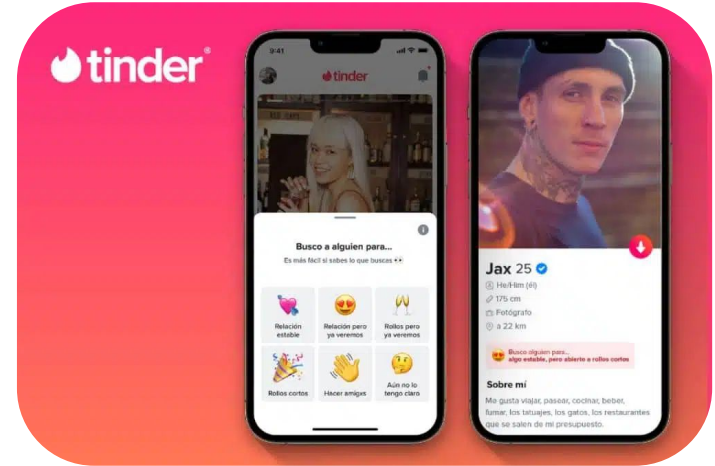 tinder
9:41
tinder
Busco a alguien para...
Es más fácil si sabes lo que buscas 👀
Relación
estable
Relación pero
ya veremos
Rollos pero
ya veremos
Rollos cortos
Hacer amigas
Aún no lo
tengo claro
Jax 25
He/Him (él)
175 cm
Fotógrafo
a 22 km
Busco alguien para...
algo estable, pero abierto a rollos cortos
Sobre mí
Me gusta viajar, pasear, cocinar, beber,
fumar, los tatuajes, los gatos, los restaurantes
que se salen de mi presupuesto.